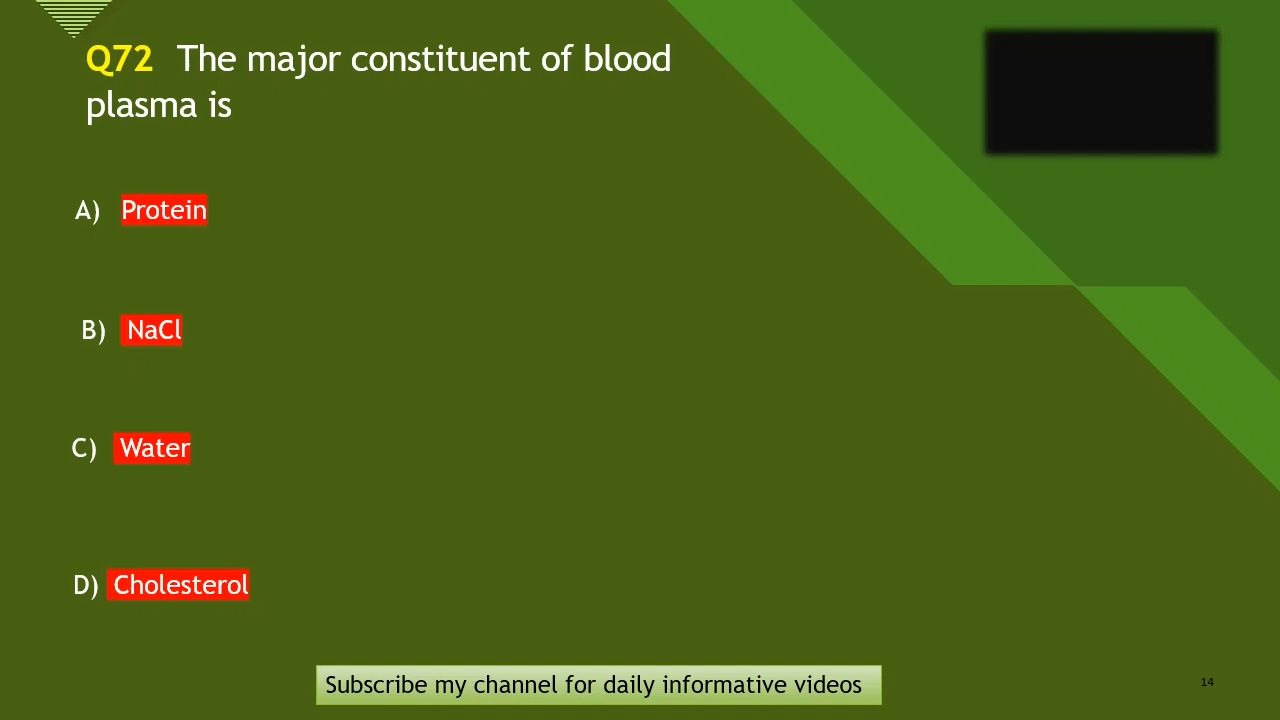 Q72 The major constituent of blood
plasma is
A) Protein
B) NaCl
C) Water
D) Cholesterol
Subscribe my channel for daily informative videos
14